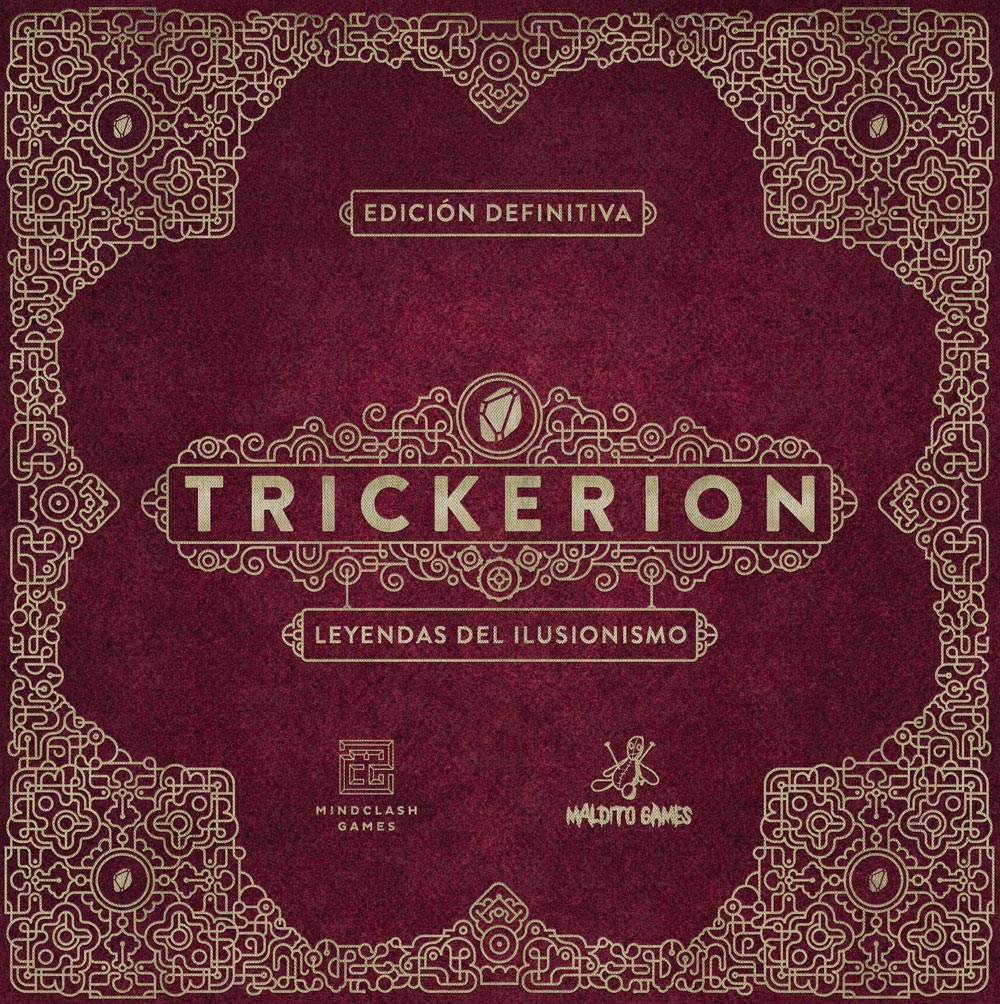 EDICIÓN DEFINITIVA
TRICKERION
LEYENDAS DEL ILUSIONISMO
MINDCLASH
GAMES
MALDITO GAMES